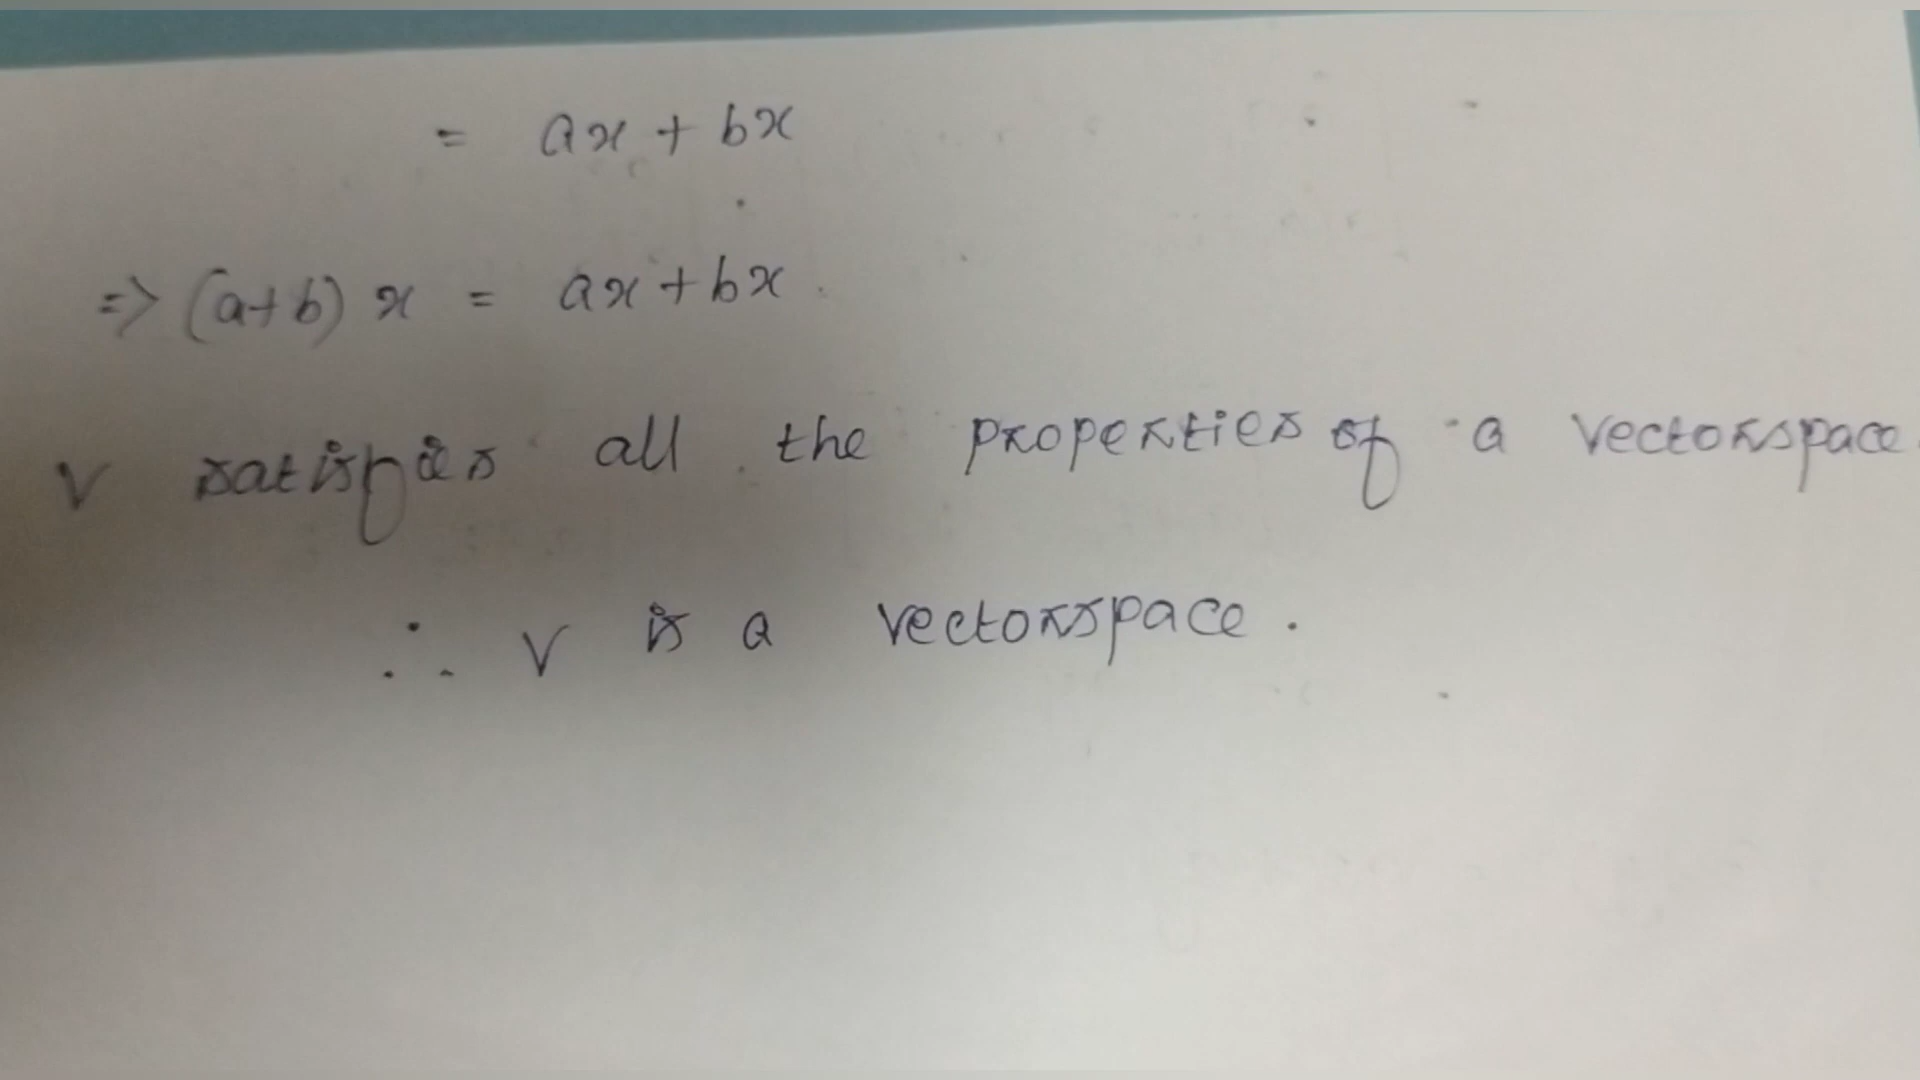 = ax + bx
=> (a+b) x = ax + bx.
V satisfies all the properties of a vectorspace.
∴ V is a vectorspace.